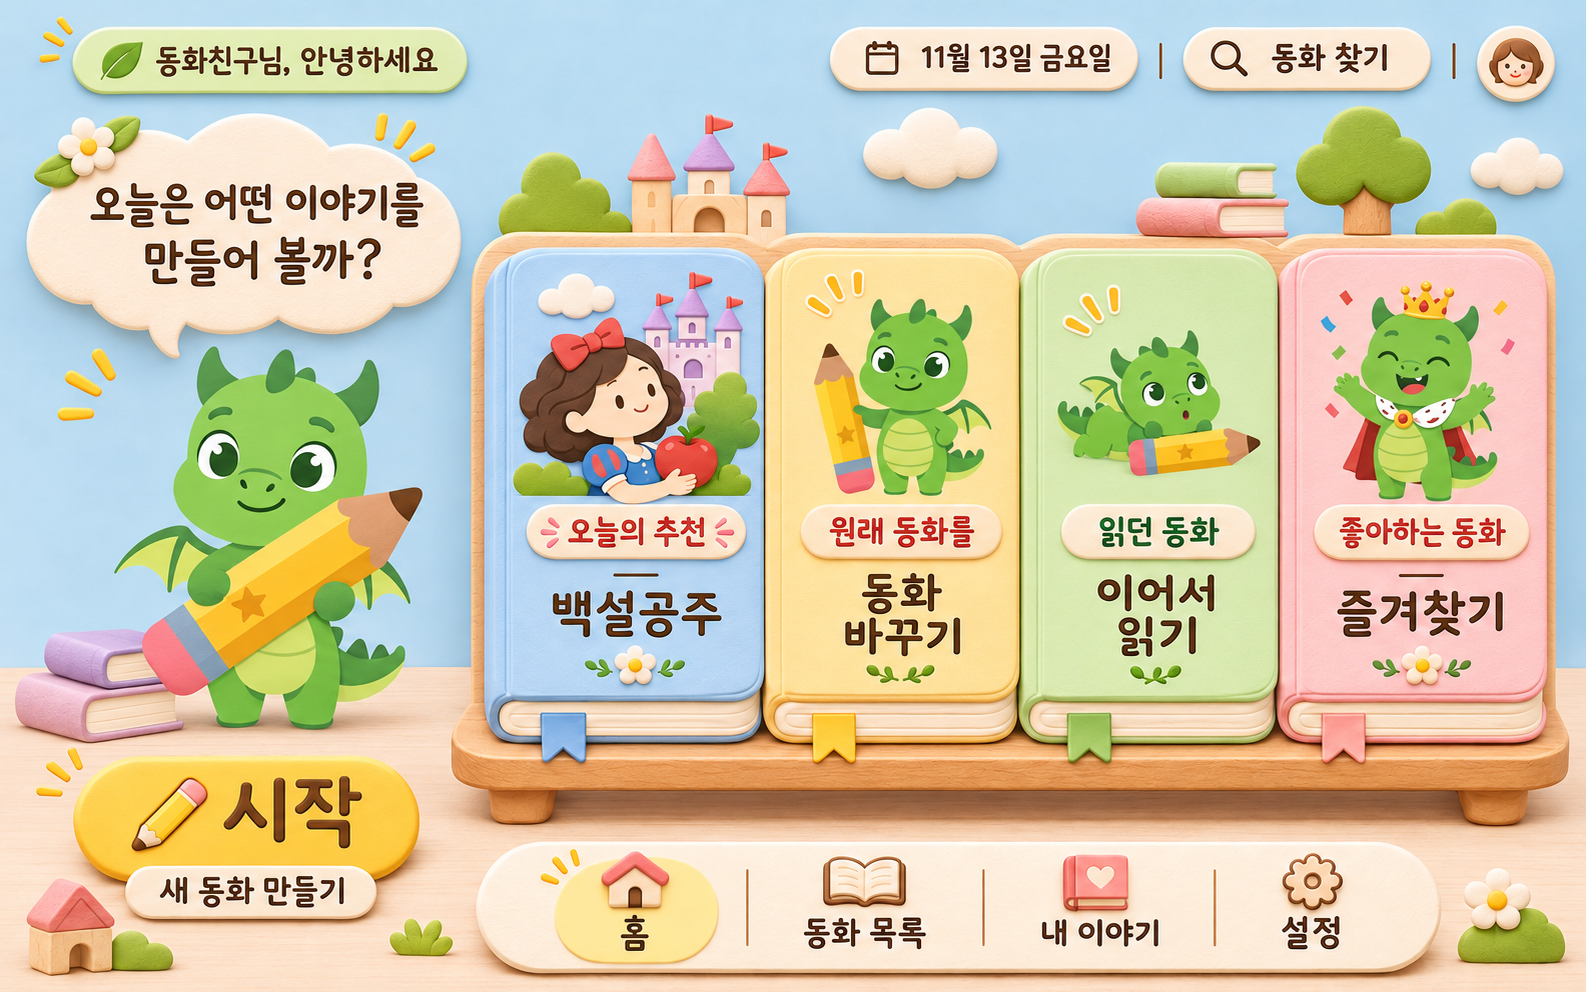 동화친구님, 안녕하세요
11월 13일 금요일
동화 찾기
오늘은 어떤 이야기를
만들어 볼까?
오늘의 추천
백설공주
원래 동화를
동화
바꾸기
읽던 동화
이어서
읽기
좋아하는 동화
즐겨찾기
시작
새 동화 만들기
홈
동화 목록
내 이야기
설정